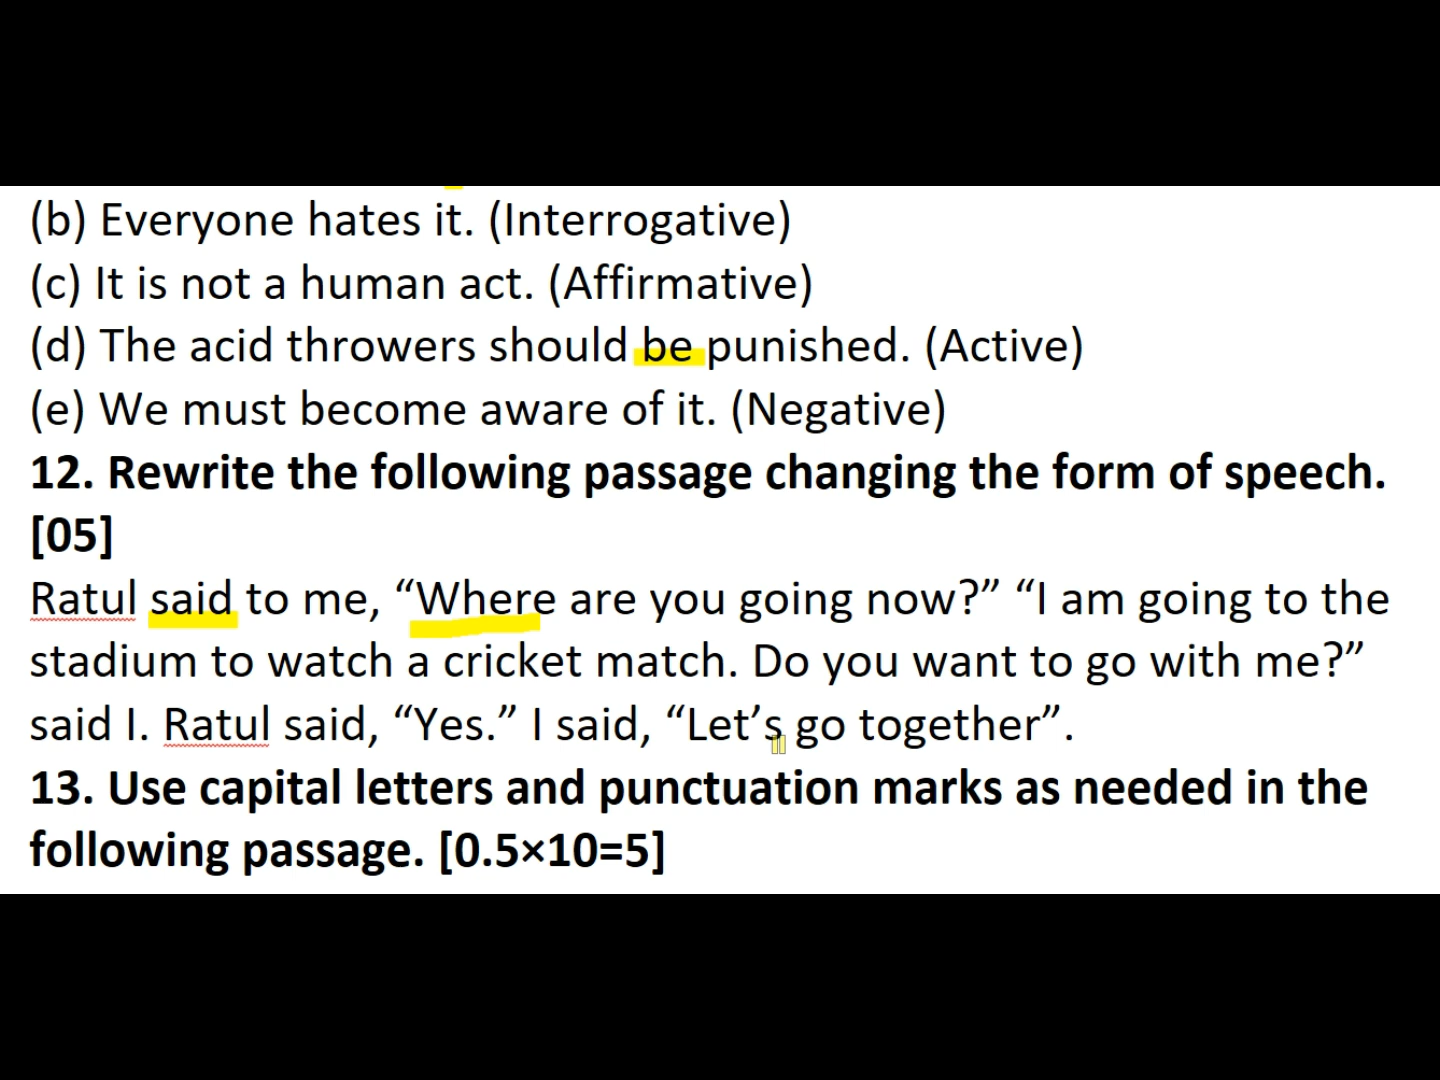 (b) Everyone hates it. (Interrogative)
(c) It is not a human act. (Affirmative)
(d) The acid throwers should be punished. (Active)
(e) We must become aware of it. (Negative)
12. Rewrite the following passage changing the form of speech.
[05]
Ratul said to me, “Where are you going now?” “I am going to the
stadium to watch a cricket match. Do you want to go with me?”
said I. Ratul said, “Yes.” I said, “Let’s go together”.
13. Use capital letters and punctuation marks as needed in the
following passage. [0.5×10=5]